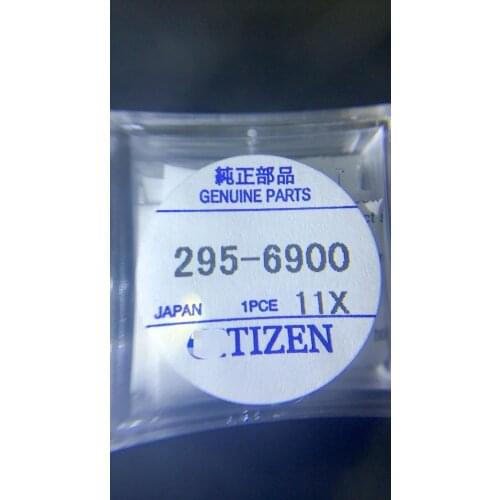 純正部品
GENUINE PARTS
295-6900
JAPAN 1PCE 11X
CITIZEN